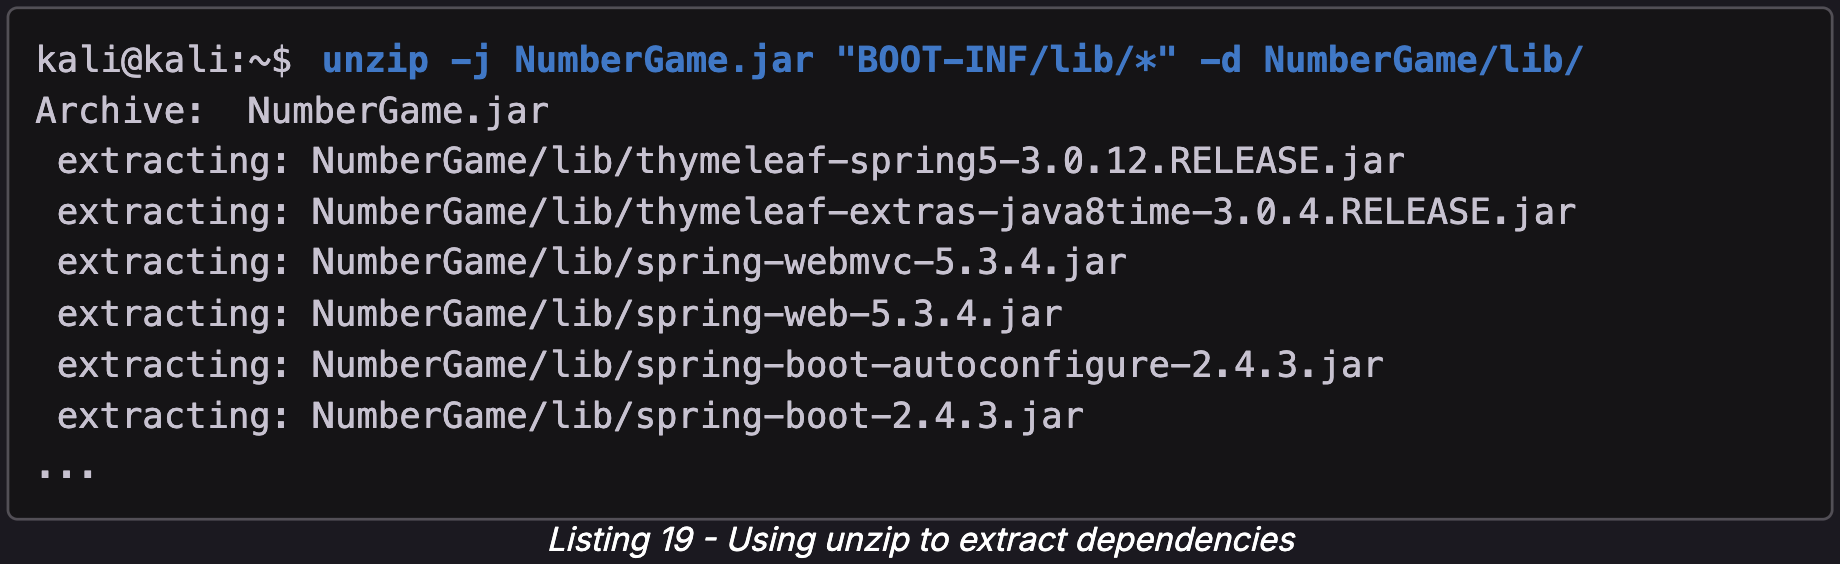 kali@kali:~$ unzip -j NumberGame.jar "BOOT-INF/lib/*" -d NumberGame/lib/
Archive:  NumberGame.jar
 extracting: NumberGame/lib/thymeleaf-spring5-3.0.12.RELEASE.jar
 extracting: NumberGame/lib/thymeleaf-extras-java8time-3.0.4.RELEASE.jar
 extracting: NumberGame/lib/spring-webmvc-5.3.4.jar
 extracting: NumberGame/lib/spring-web-5.3.4.jar
 extracting: NumberGame/lib/spring-boot-autoconfigure-2.4.3.jar
 extracting: NumberGame/lib/spring-boot-2.4.3.jar
...
Listing 19 - Using unzip to extract dependencies